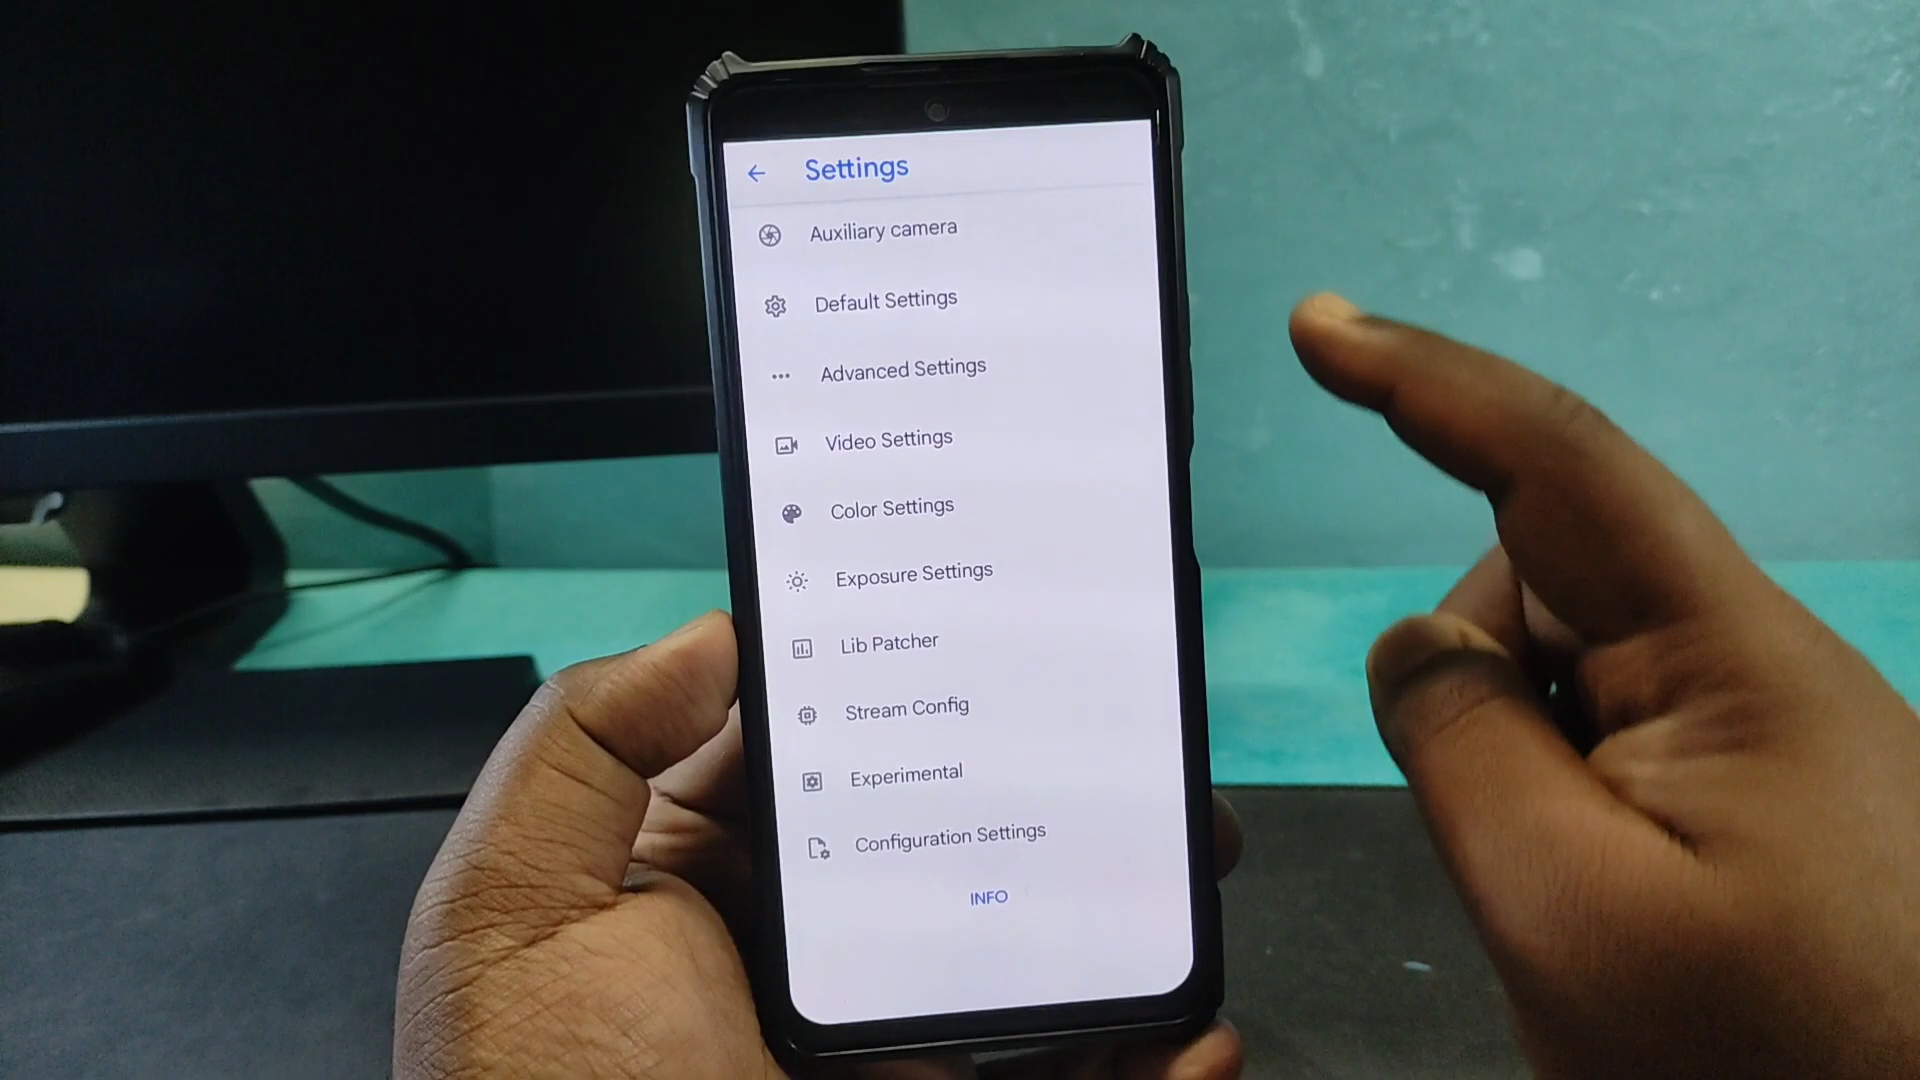 Settings
Auxiliary camera
Default Settings
Advanced Settings
Video Settings
Color Settings
Exposure Settings
Lib Patcher
Stream Config
Experimental
Configuration Settings
INFO